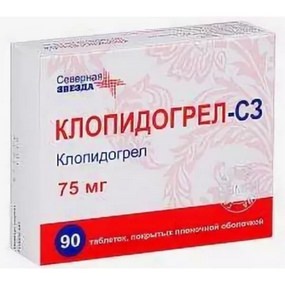 Северная
ЗВЕЗДА
КЛОПИДОГРЕЛ-СЗ
Клопидогрел
75 мг
90 таблеток, покрытых пленочной оболочкой